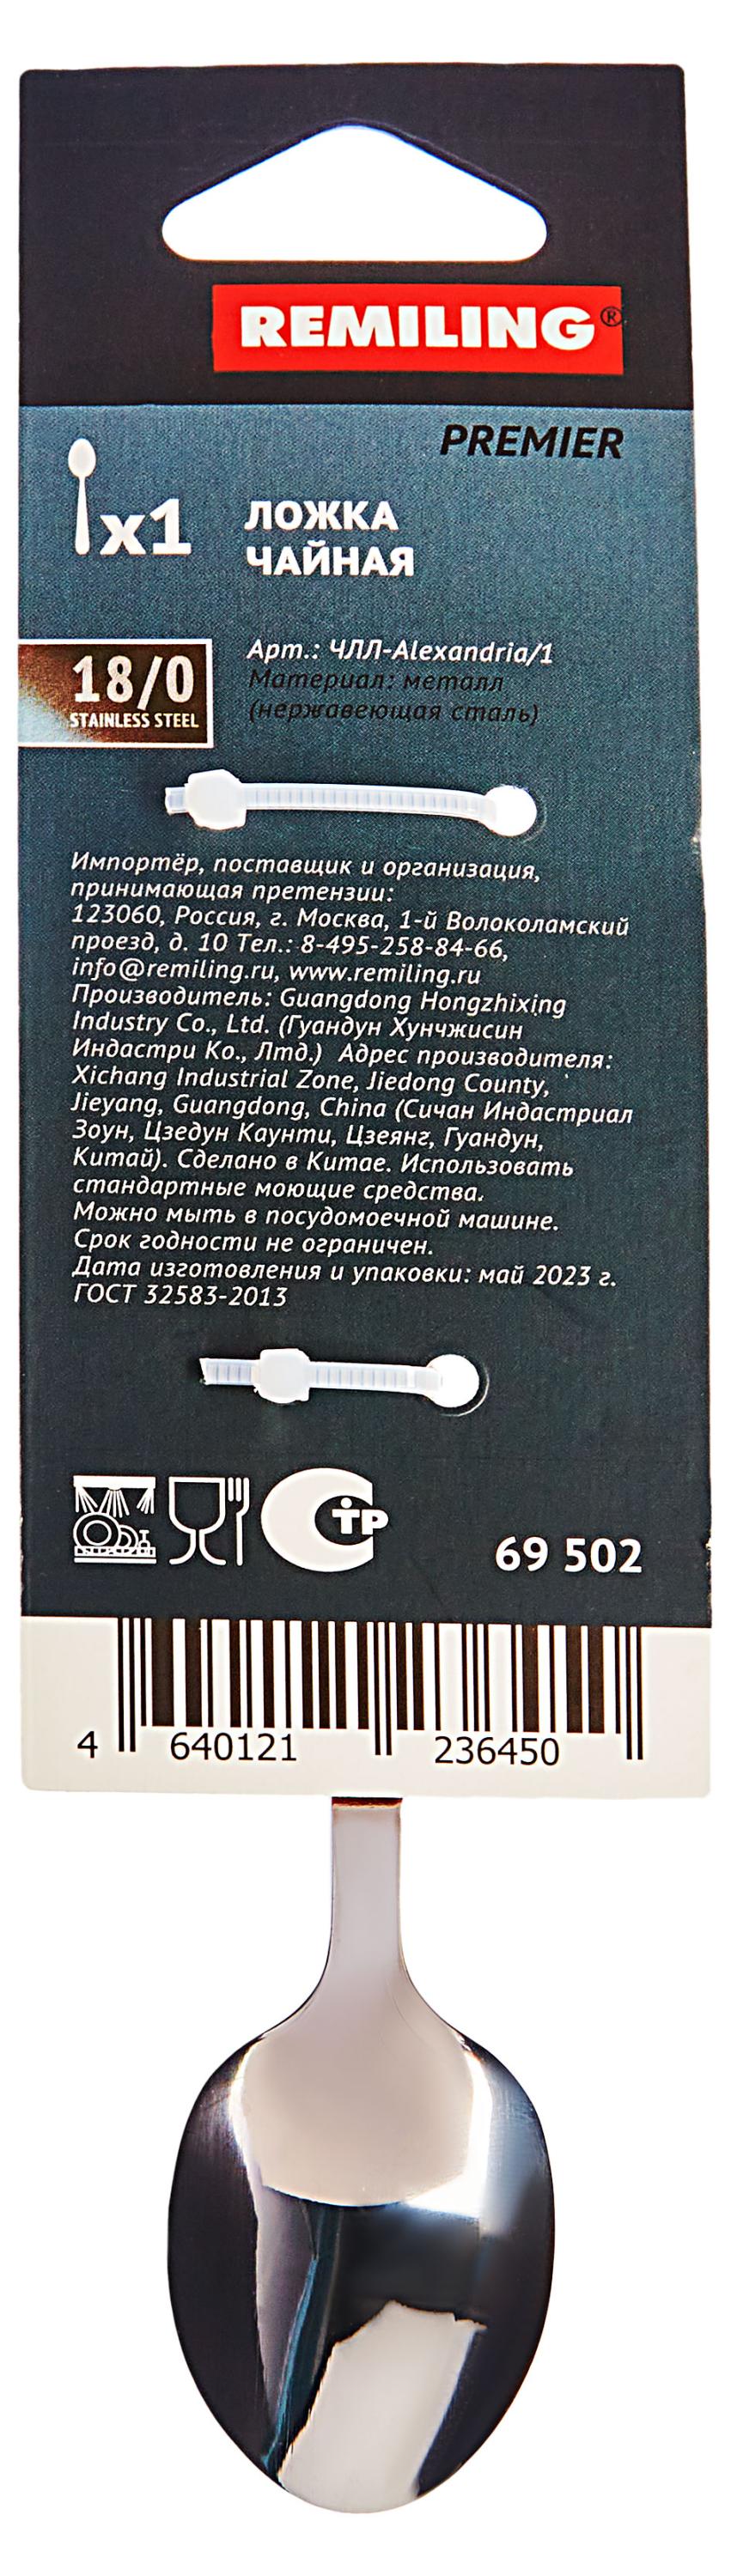 REMILING®
PREMIER
x1
ЛОЖКА
ЧАЙНАЯ
18/0
STAINLESS STEEL
Арт.: ЧЛЛ-Alexandria/1
Материал: металл
(нержавеющая сталь)
Импортёр, поставщик и организация,
принимающая претензии:
123060, Россия, г. Москва, 1-й Волоколамский
проезд, д. 10 Тел.: 8-495-258-84-66,
info@remiling.ru, www.remiling.ru
Производитель: Guangdong Hongzhixing
Industry Co., Ltd. (Гуандун Хунчжисин
Индастри Ко., Лтд.) Адрес производителя:
Xichang Industrial Zone, Jiedong County,
Jieyang, Guangdong, China (Сичан Индастриал
Зоун, Цзедун Каунти, Цзеянг, Гуандун,
Китай). Сделано в Китае. Использовать
стандартные моющие средства.
Можно мыть в посудомоечной машине.
Срок годности не ограничен.
Дата изготовления и упаковки: май 2023 г.
ГОСТ 32583-2013
СТР
69 502
4 640121 236450